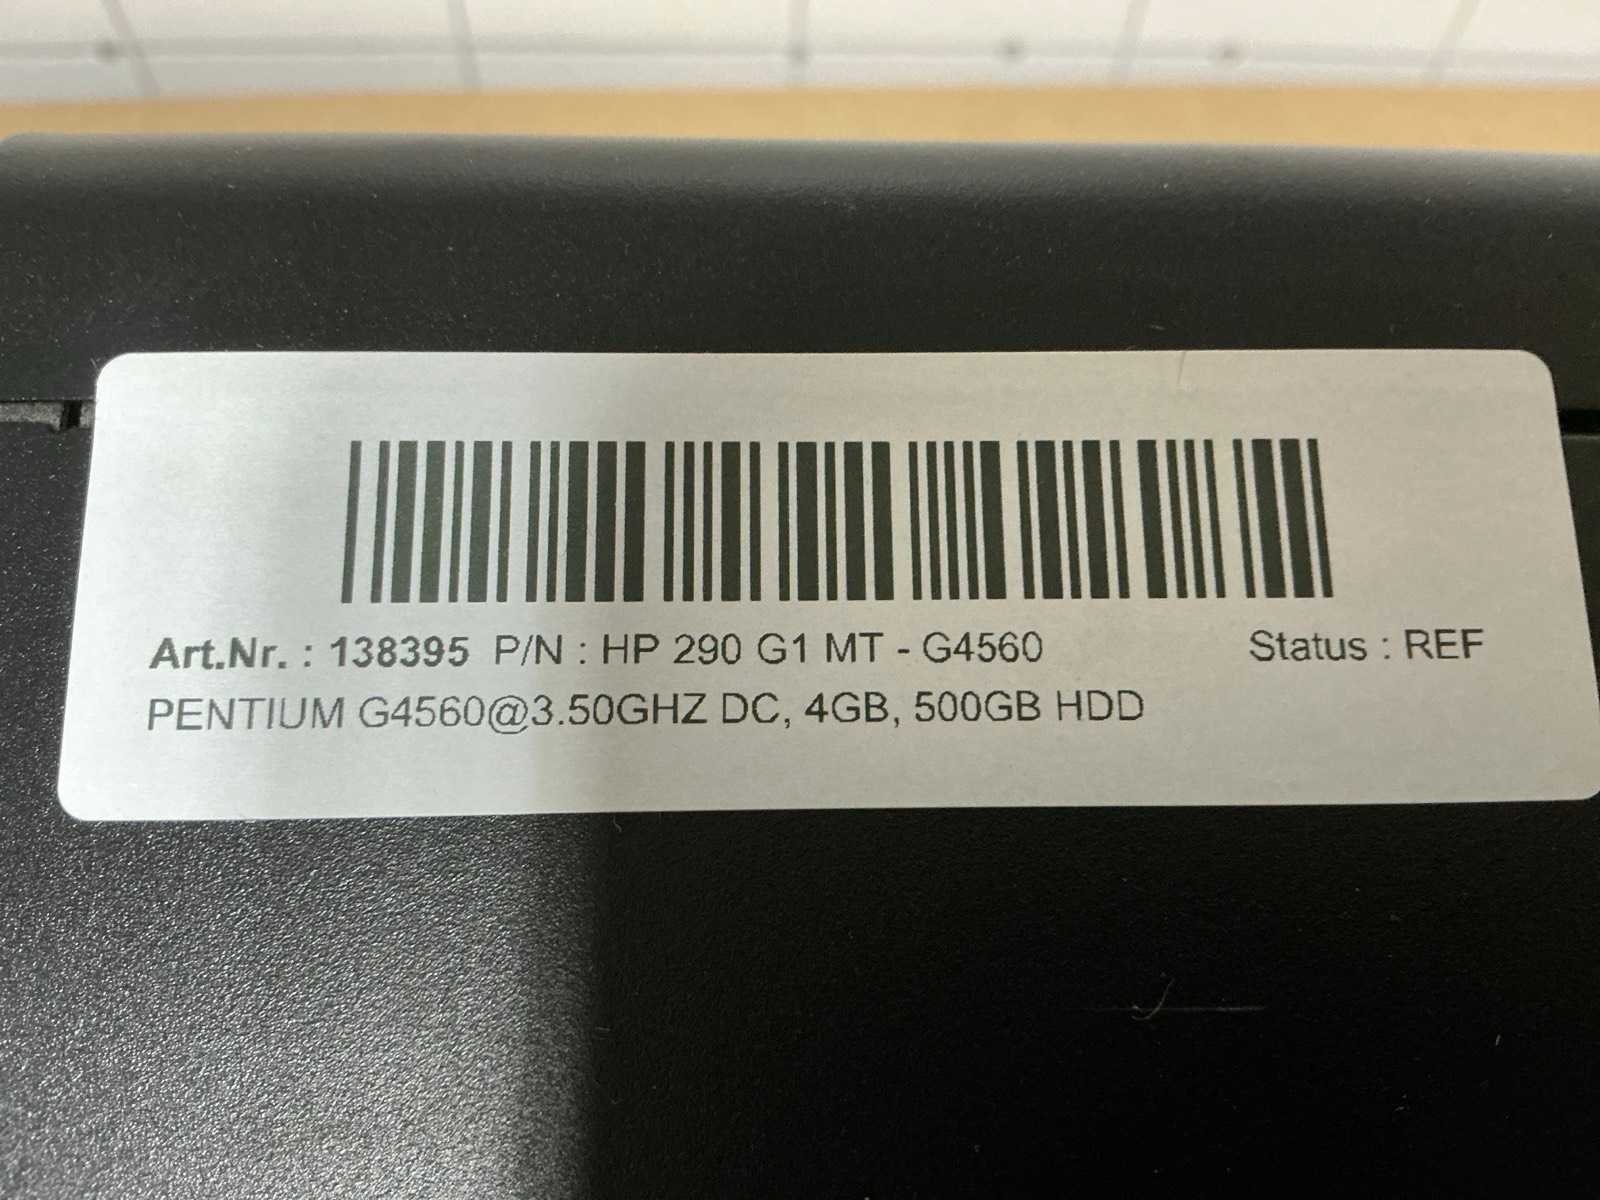 Art.Nr. : 138395 P/N : HP 290 G1 MT - G4560 Status : REF
PENTIUM G4560@3.50GHZ DC, 4GB, 500GB HDD